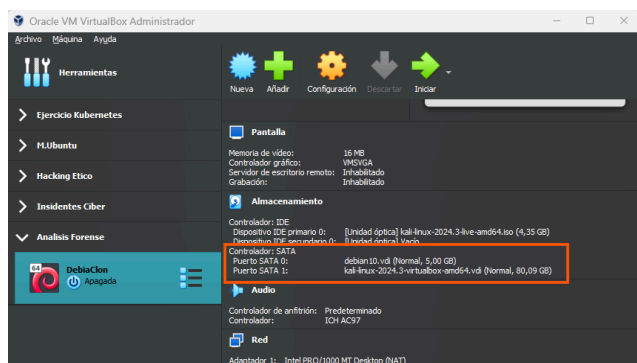 Oracle VM VirtualBox Administrador
Archivo Máquina Ayuda
Herramientas
Nueva Añadir Configuración Descartar Iniciar
Ejercicio Kubernetes
M.Ubuntu
Hacking Etico
Insidentes Ciber
Analisis Forense
64
DebiaClon
Apagada
Pantalla
Memoria de vídeo: 16 MB
Controlador gráfico: VMSVGA
Servidor de escritorio remoto: Inhabilitado
Grabación: Inhabilitado
Almacenamiento
Controlador: IDE
Dispositivo IDE primario 0: [Unidad óptica] kali-linux-2024.3-live-amd64.iso (4,35 GB)
Dispositivo IDE secundario 0: [Unidad óptica] Vacío
Controlador: SATA
Puerto SATA 0: debian10.vdi (Normal, 5,00 GB)
Puerto SATA 1: kali-linux-2024.3-virtualbox-amd64.vdi (Normal, 80,09 GB)
Audio
Controlador de anfitrión: Predeterminado
Controlador: ICH AC97
Red
Adaptador 1: Intel PRO/1000 MT Desktop (NAT)